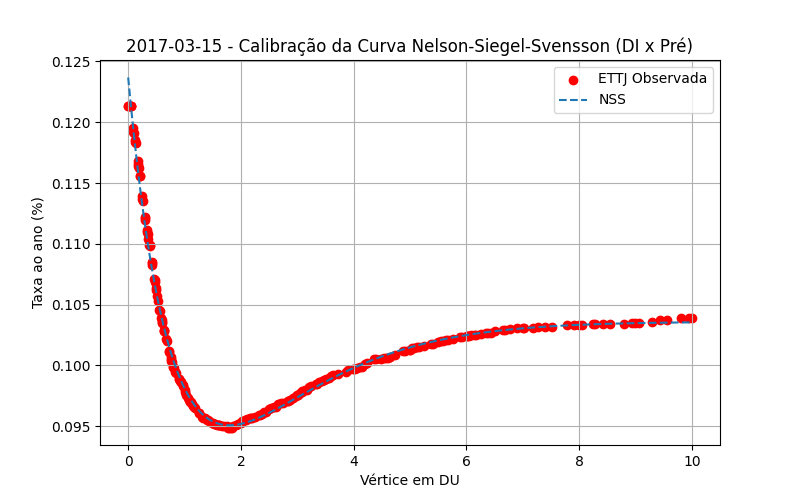 2017-03-15 - Calibração da Curva Nelson-Siegel-Svensson (DI x Pré)
0.125
0.120
0.115
0.110
0.105
0.100
0.095
Taxa ao ano (%)
ETTJ Observada
NSS
0 2 4 6 8 10
Vértice em DU